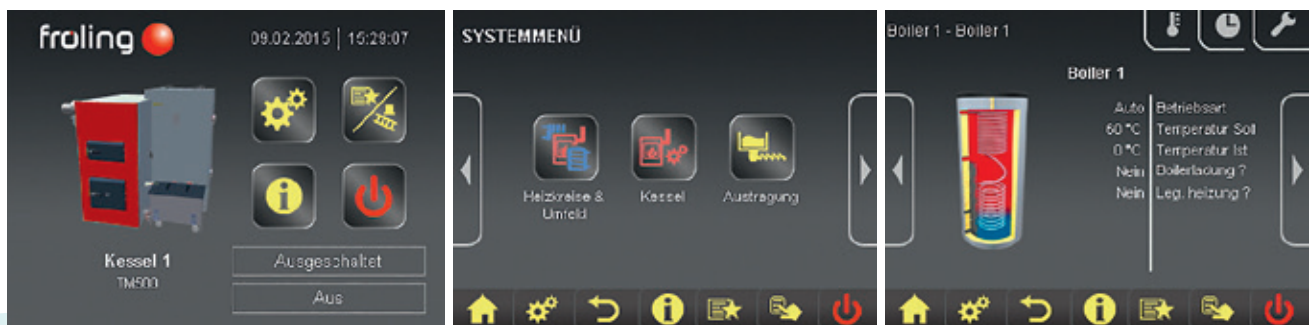 froling
09.02.2015 | 15:29:07
Kessel 1
TM500
Ausgeschaltet
Aus
SYSTEMMENÜ
Heizkreise &
Umfeld
Kessel
Austragung
Boiler 1 - Boiler 1
Boiler 1
Auto Betriebsart
60 °C Temperatur Soll
0 °C Temperatur Ist
Nein Boilerladung ?
Nein Leg. heizung ?